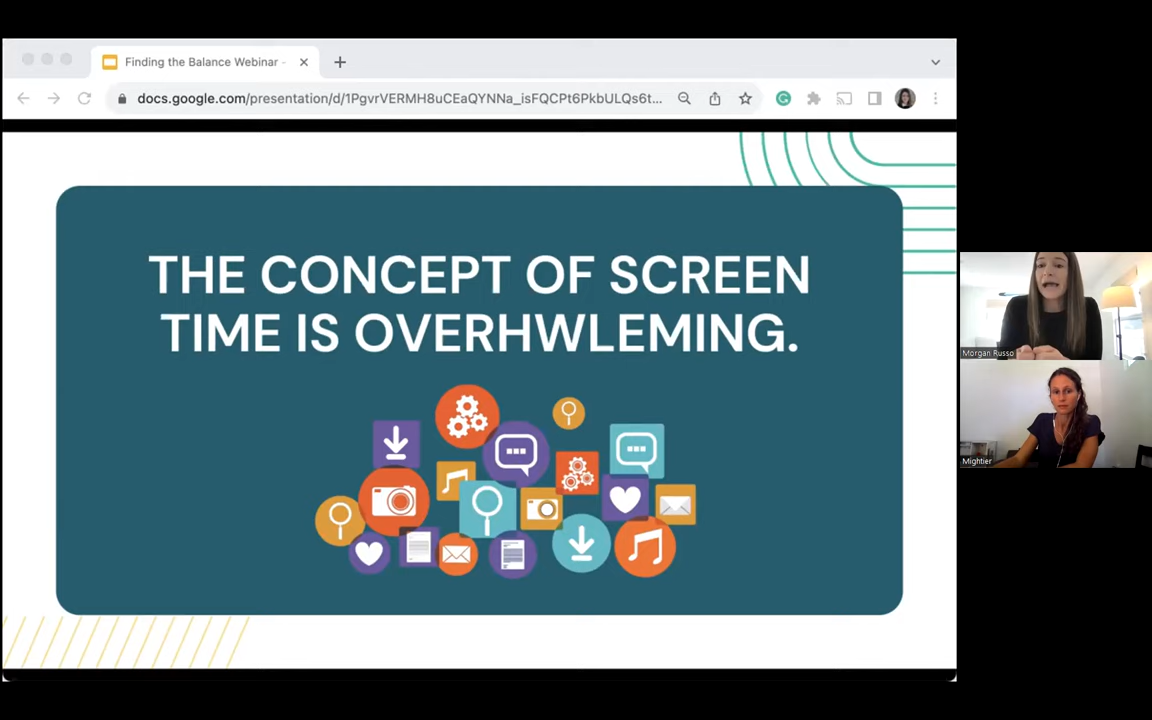 Finding the Balance Webinar -
docs.google.com/presentation/d/1PgvrVERMH8uCEaQYNNa_isFQCPt6PkbULQs6t...
THE CONCEPT OF SCREEN
TIME IS OVERHWLEMING.
Morgan Russo
Mightier